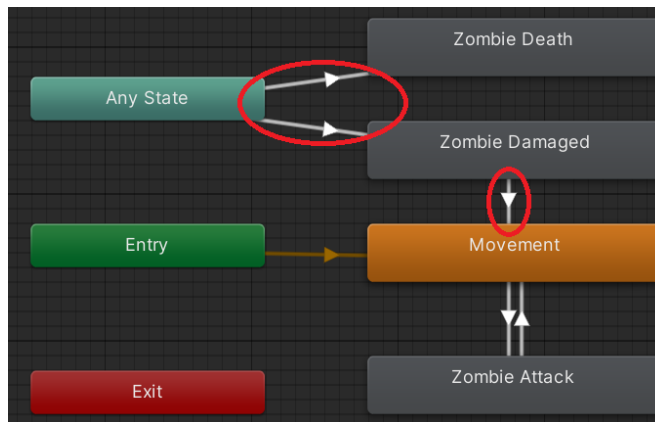 Zombie Death
Any State
Zombie Damaged
Entry
Movement
Zombie Attack
Exit